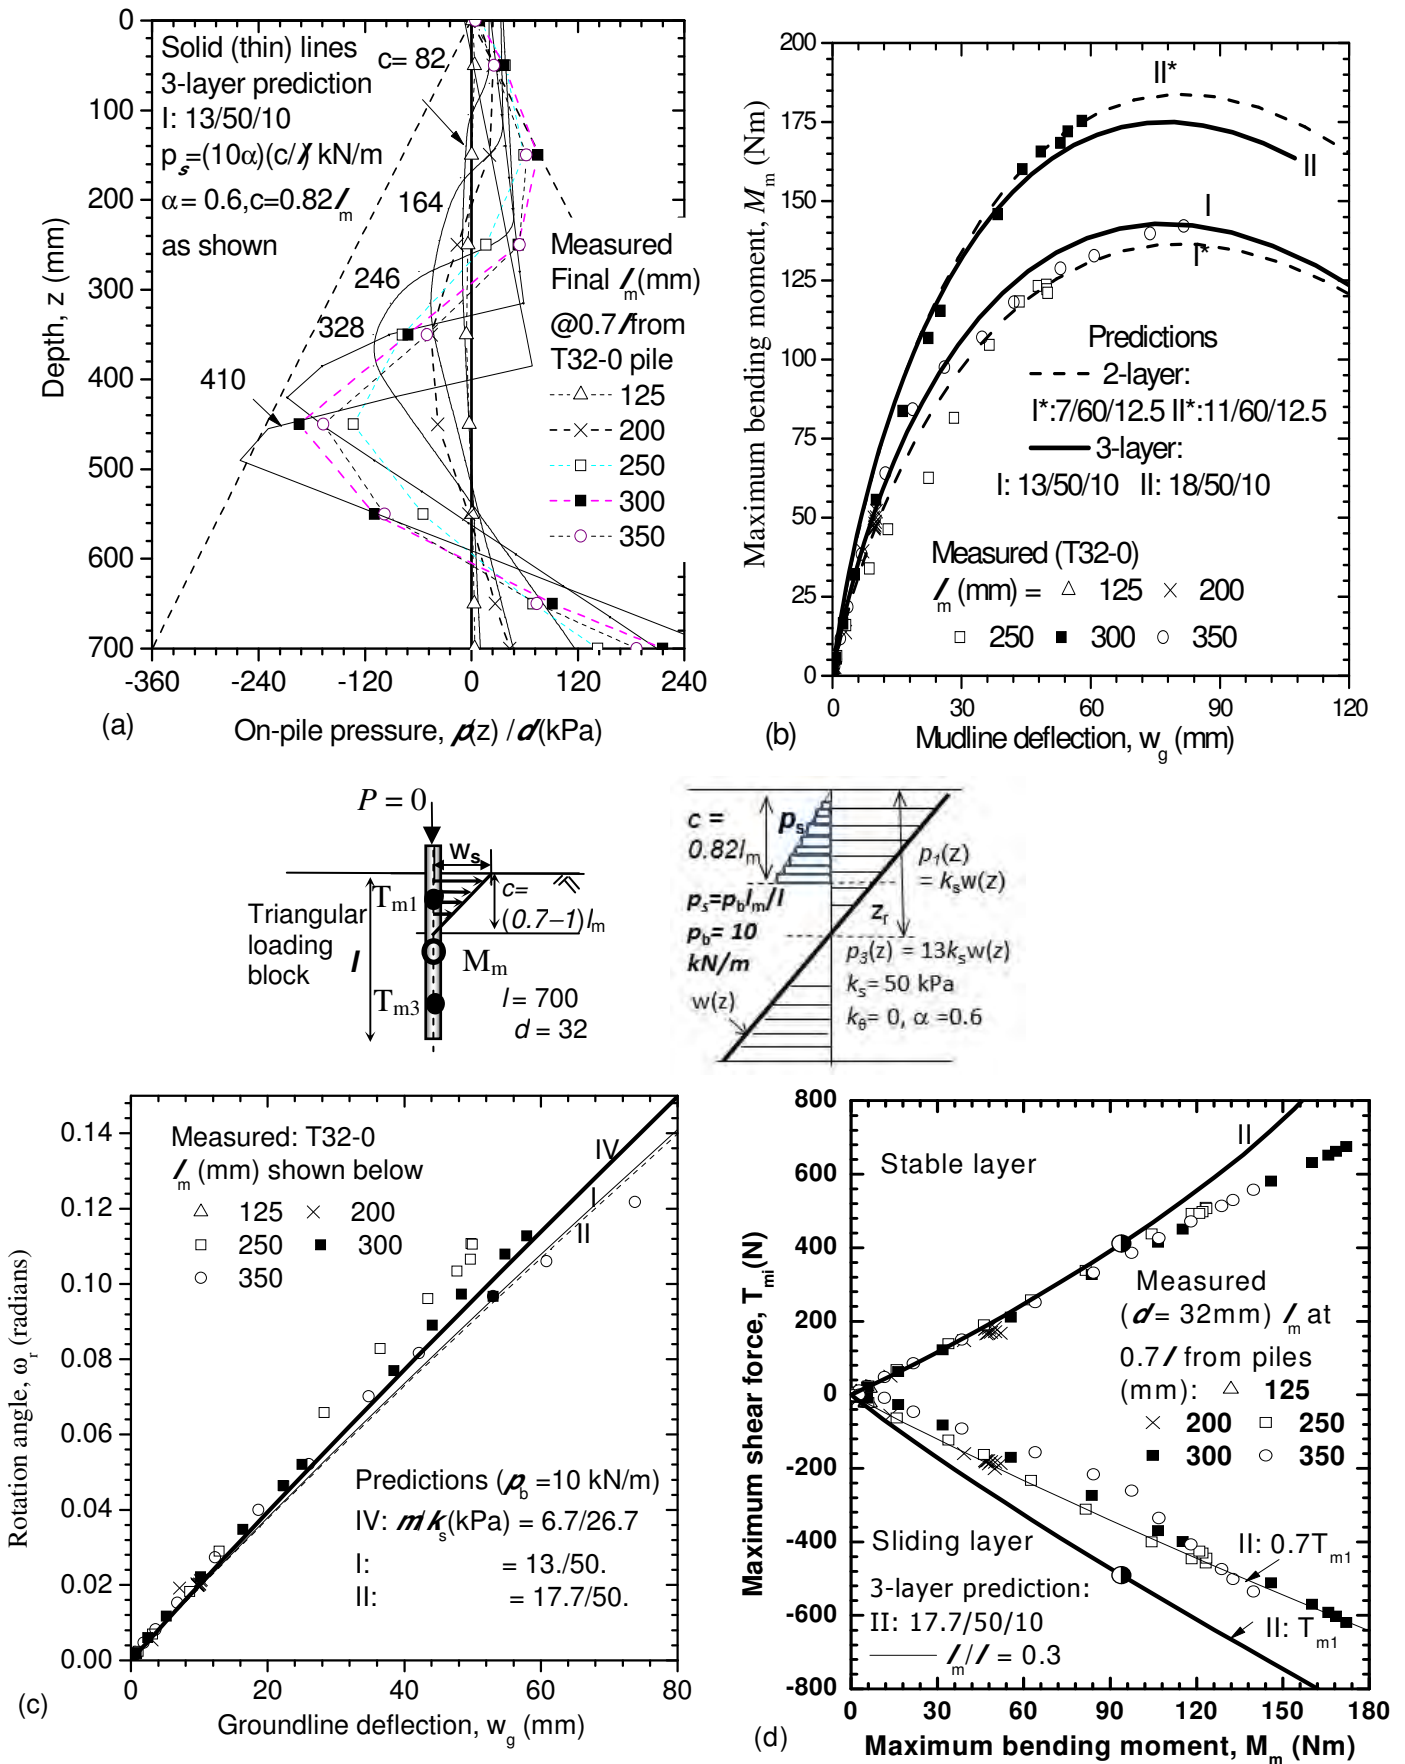 Solid (thin) lines
3-layer prediction
I: 13/50/10
p_s=(10α)(c/l) kN/m
α = 0.6, c=0.82l_m
as shown
c= 82
164
246
328
410
Measured
Final l_m(mm)
@0.7l from
T32-0 pile
125
200
250
300
350
0
100
200
300
400
500
600
700
Depth, z (mm)
-360 -240 -120 0 120 240
(a)
On-pile pressure, p(z) /d (kPa)
200
175
150
125
100
75
50
25
0
Maximum bending moment, M_m (Nm)
II*
II
I
I*
Predictions
2-layer:
I*:7/60/12.5 II*:11/60/12.5
3-layer:
I: 13/50/10 II: 18/50/10
Measured (T32-0)
l_m (mm) = 125 200
250 300 350
0 30 60 90 120
(b)
Mudline deflection, w_g (mm)
P = 0
w_s
T_m1
c=
(0.7–1)l_m
Triangular
loading
block
l
M_m
T_m3
l = 700
d = 32
c =
0.82l_m
p_s
p_1(z)
= k_sw(z)
p_s=p_bl_m/l
p_b= 10
kN/m
z_r
p_3(z) = 13k_sw(z)
k_s= 50 kPa
k_θ= 0, α =0.6
w(z)
0.14
0.12
0.10
0.08
0.06
0.04
0.02
0.00
Rotation angle, ω_r (radians)
Measured: T32-0
l_m (mm) shown below
125 200
250 300
350
IV
I
II
Predictions (p_b =10 kN/m)
IV: m/k_s(kPa) = 6.7/26.7
I: = 13./50.
II: = 17.7/50.
0 20 40 60 80
(c)
Groundline deflection, w_g (mm)
800
600
400
200
0
-200
-400
-600
-800
Maximum shear force, T_mi(N)
Stable layer
II
Measured
(d = 32mm) l_m at
0.7l from piles
(mm): 125
200 250
300 350
Sliding layer
II: 0.7T_m1
3-layer prediction:
II: 17.7/50/10
II: T_m1
l_m/l = 0.3
0 30 60 90 120 150 180
(d)
Maximum bending moment, M_m (Nm)